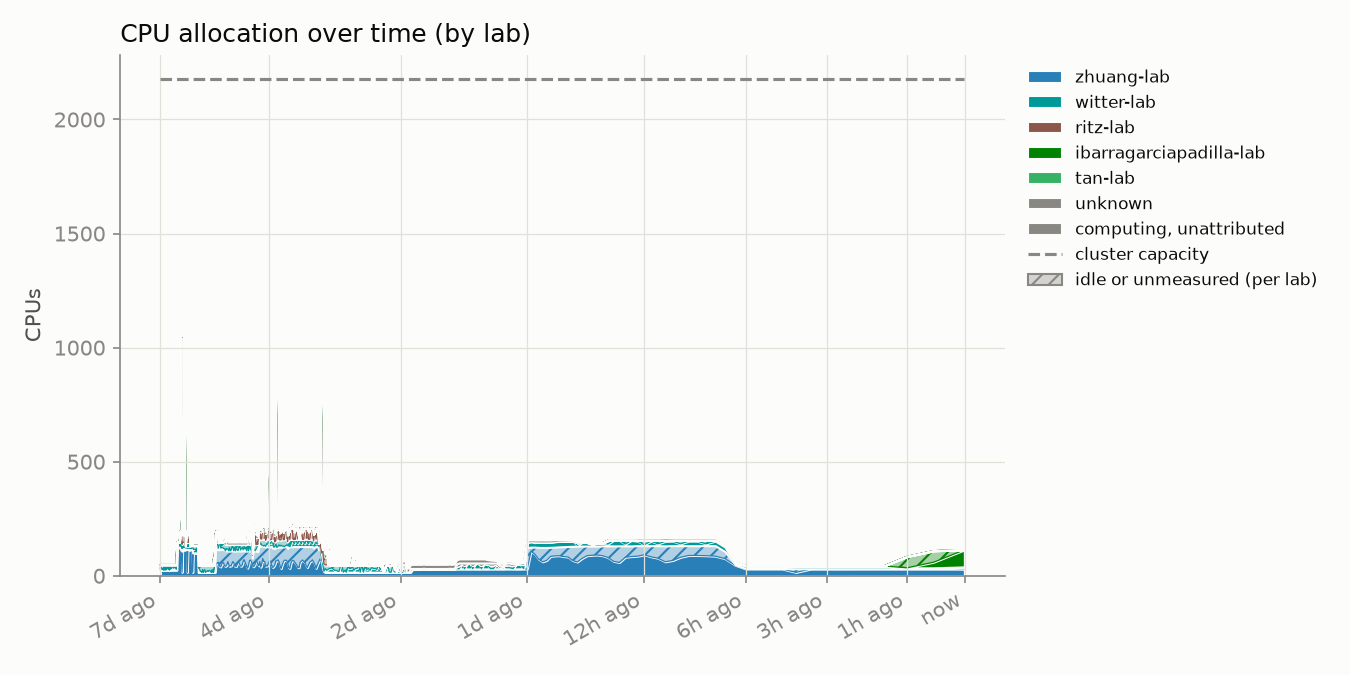 CPU allocation over time (by lab)
CPUs
2000
1500
1000
500
0
7d ago
4d ago
2d ago
1d ago
12h ago
6h ago
3h ago
1h ago
now
zhuang-lab
witter-lab
ritz-lab
ibarragarciapadilla-lab
tan-lab
unknown
computing, unattributed
cluster capacity
idle or unmeasured (per lab)